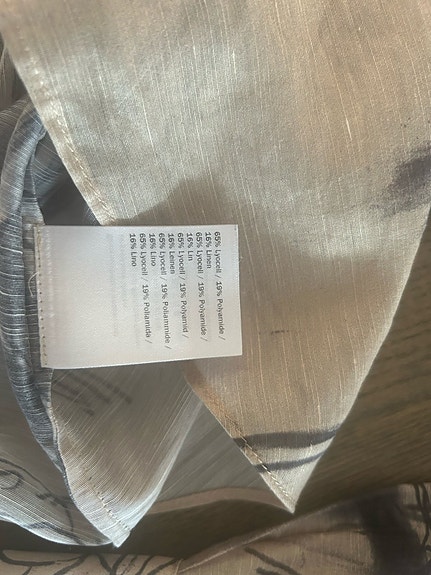 65% Lyocell / 19% Polyamide /
16% Linen
65% Lyocell / 19% Polyamide /
16% Lin
65% Lyocell / 19% Polyamid /
16% Leinen
65% Lyocell / 19% Poliammide /
16% Lino
65% Lyocell / 19% Poliamida /
16% Lino